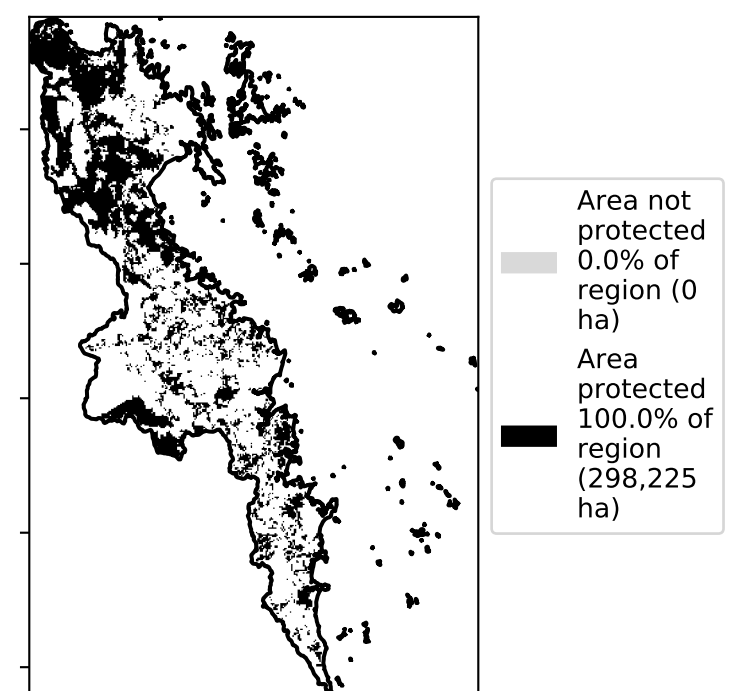 Area not
protected
0.0% of
region (0
ha)
Area
protected
100.0% of
region
(298,225
ha)